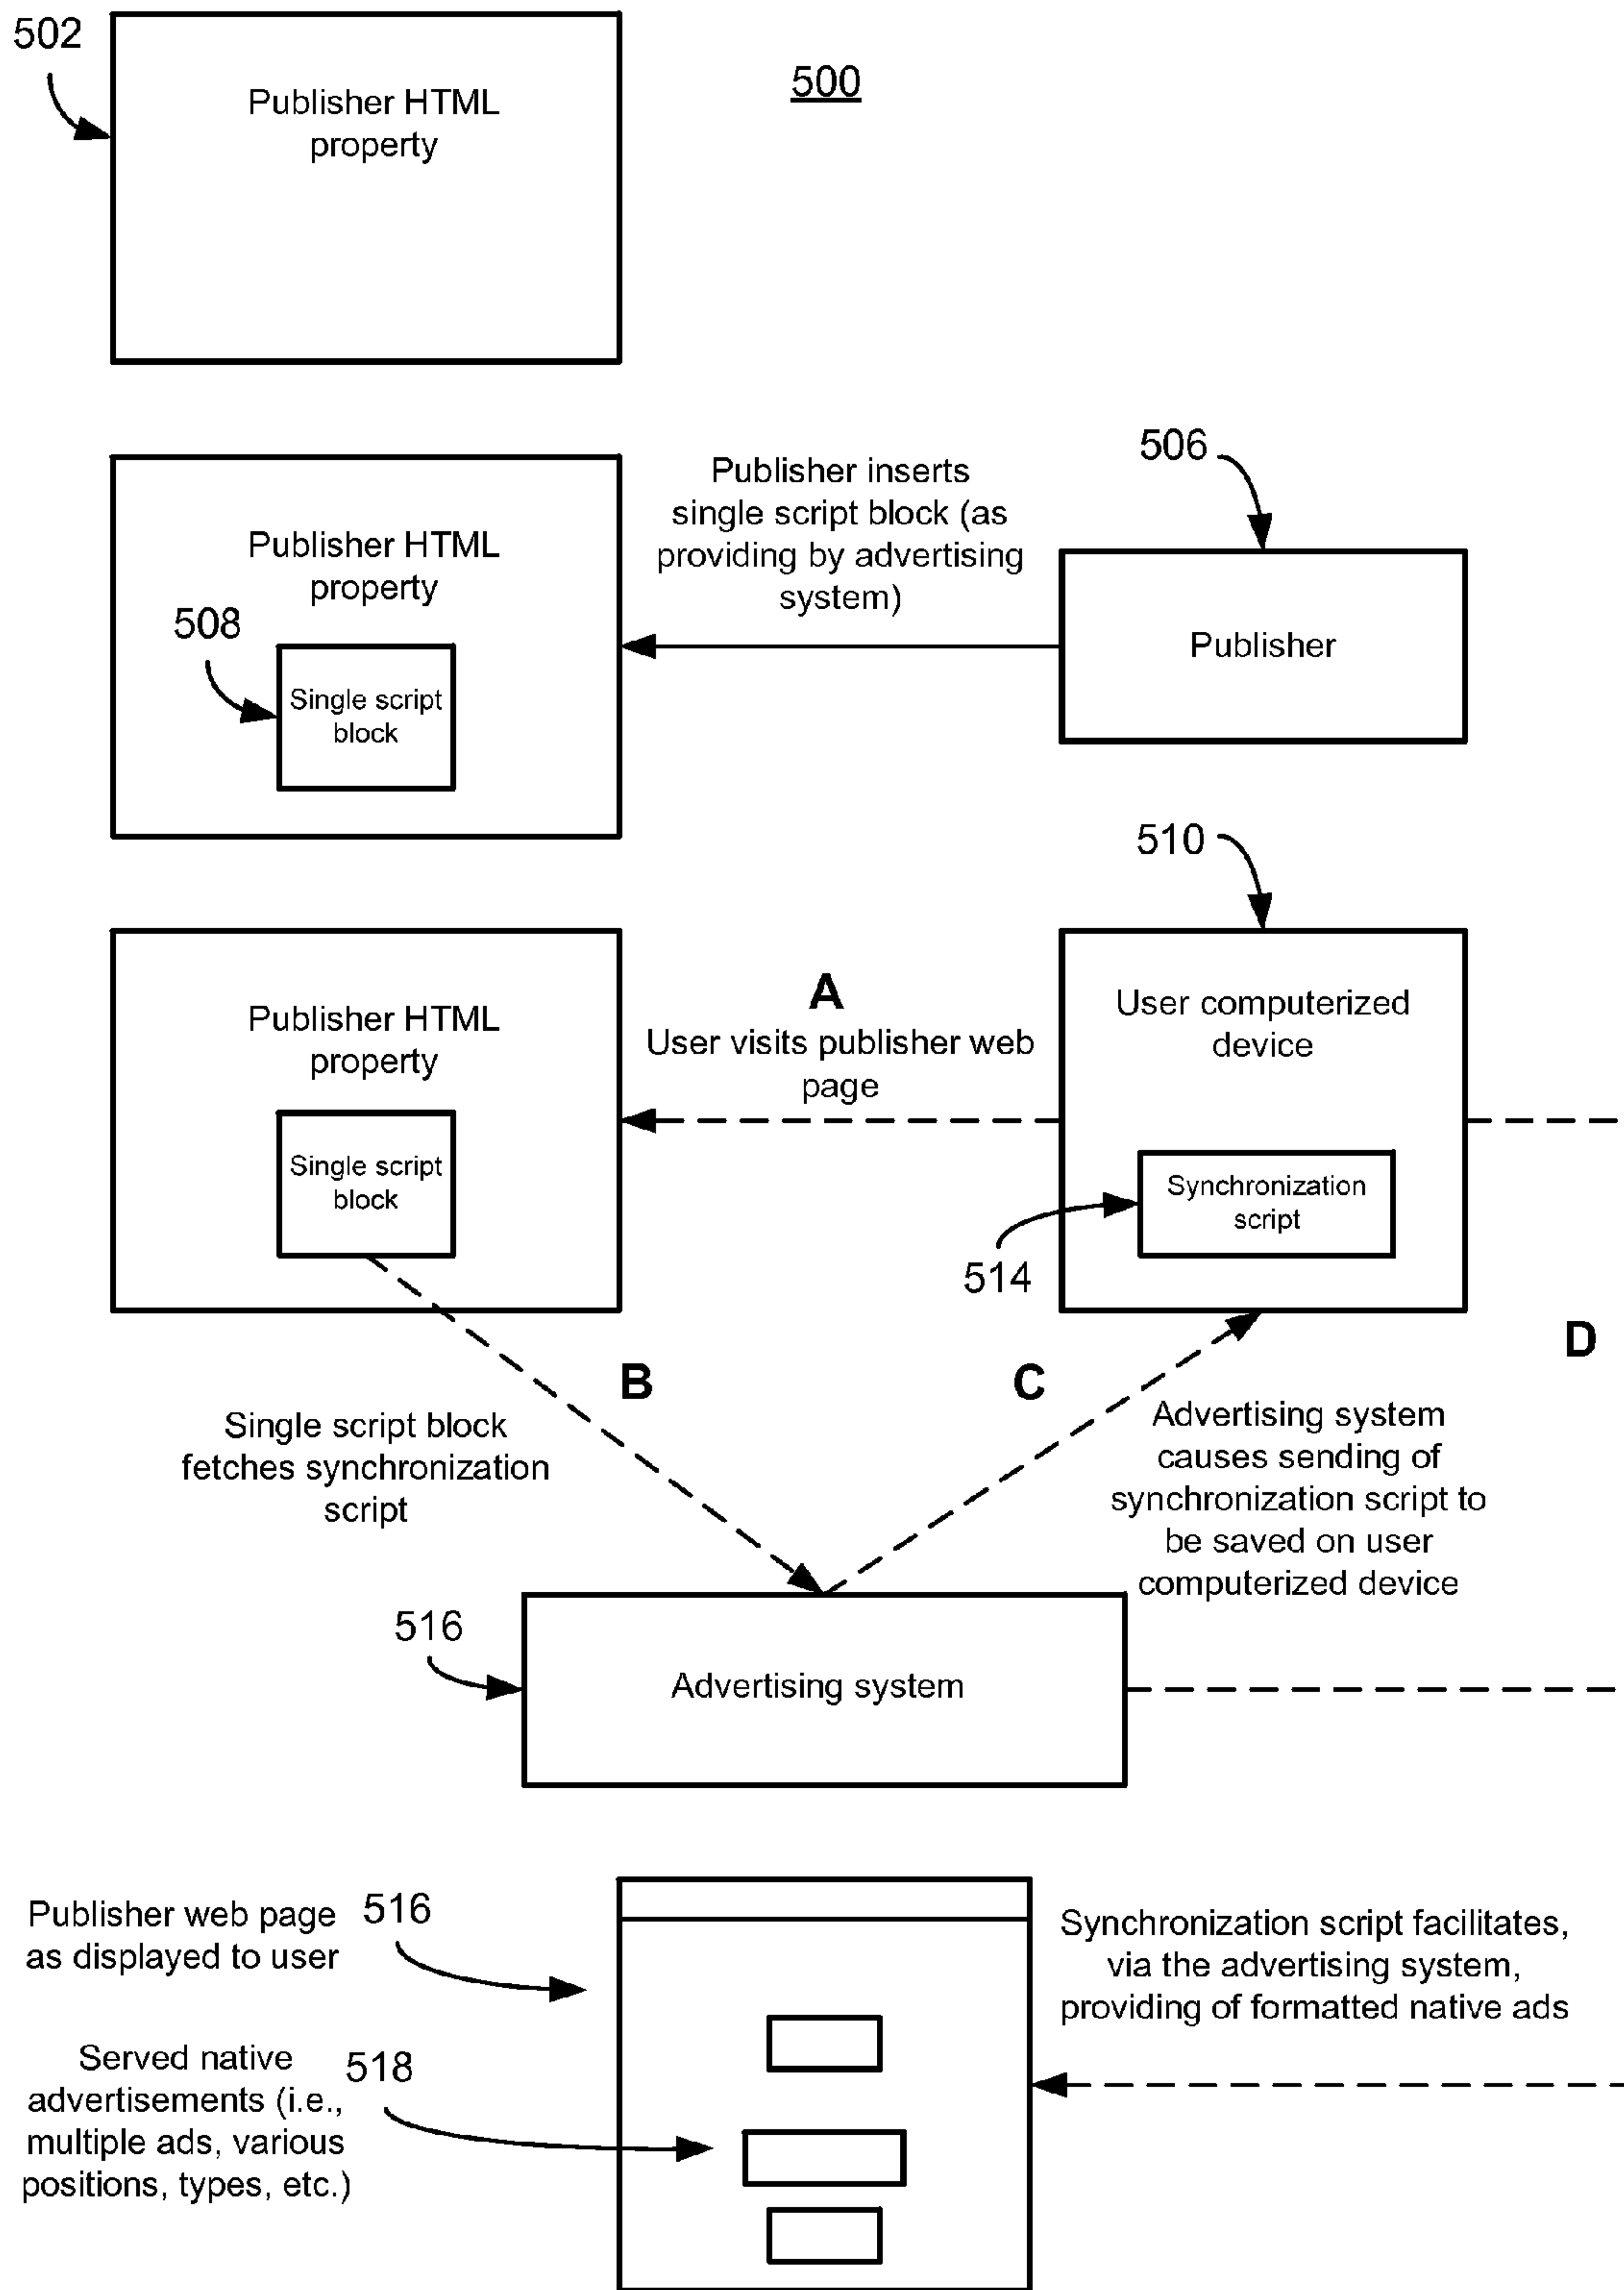 502
Publisher HTML
property
500
Publisher HTML
property
508
Single script
block
Publisher inserts
single script block (as
providing by advertising
system)
506
Publisher
Publisher HTML
property
Single script
block
A
User visits publisher web
page
510
User computerized
device
Synchronization
script
514
B
Single script block
fetches synchronization
script
C
Advertising system
causes sending of
synchronization script to
be saved on user
computerized device
D
516
Advertising system
Publisher web page
as displayed to user
516
Served native
advertisements (i.e.,
multiple ads, various
positions, types, etc.)
518
Synchronization script facilitates,
via the advertising system,
providing of formatted native ads